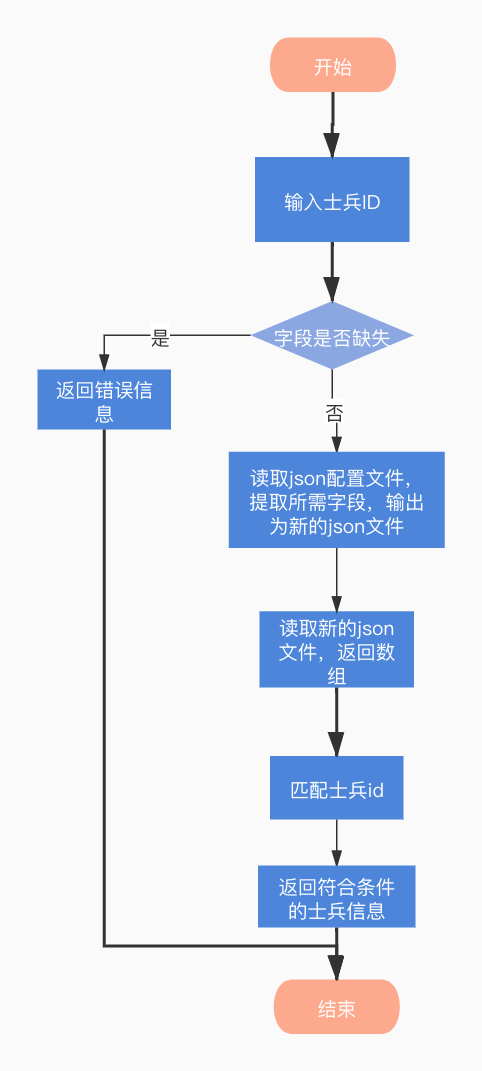 开始
输入士兵ID
字段是否缺失
是
返回错误信
息
否
读取json配置文件，
提取所需字段，输出
为新的json文件
读取新的json
文件，返回数
组
匹配士兵id
返回符合条件
的士兵信息
结束